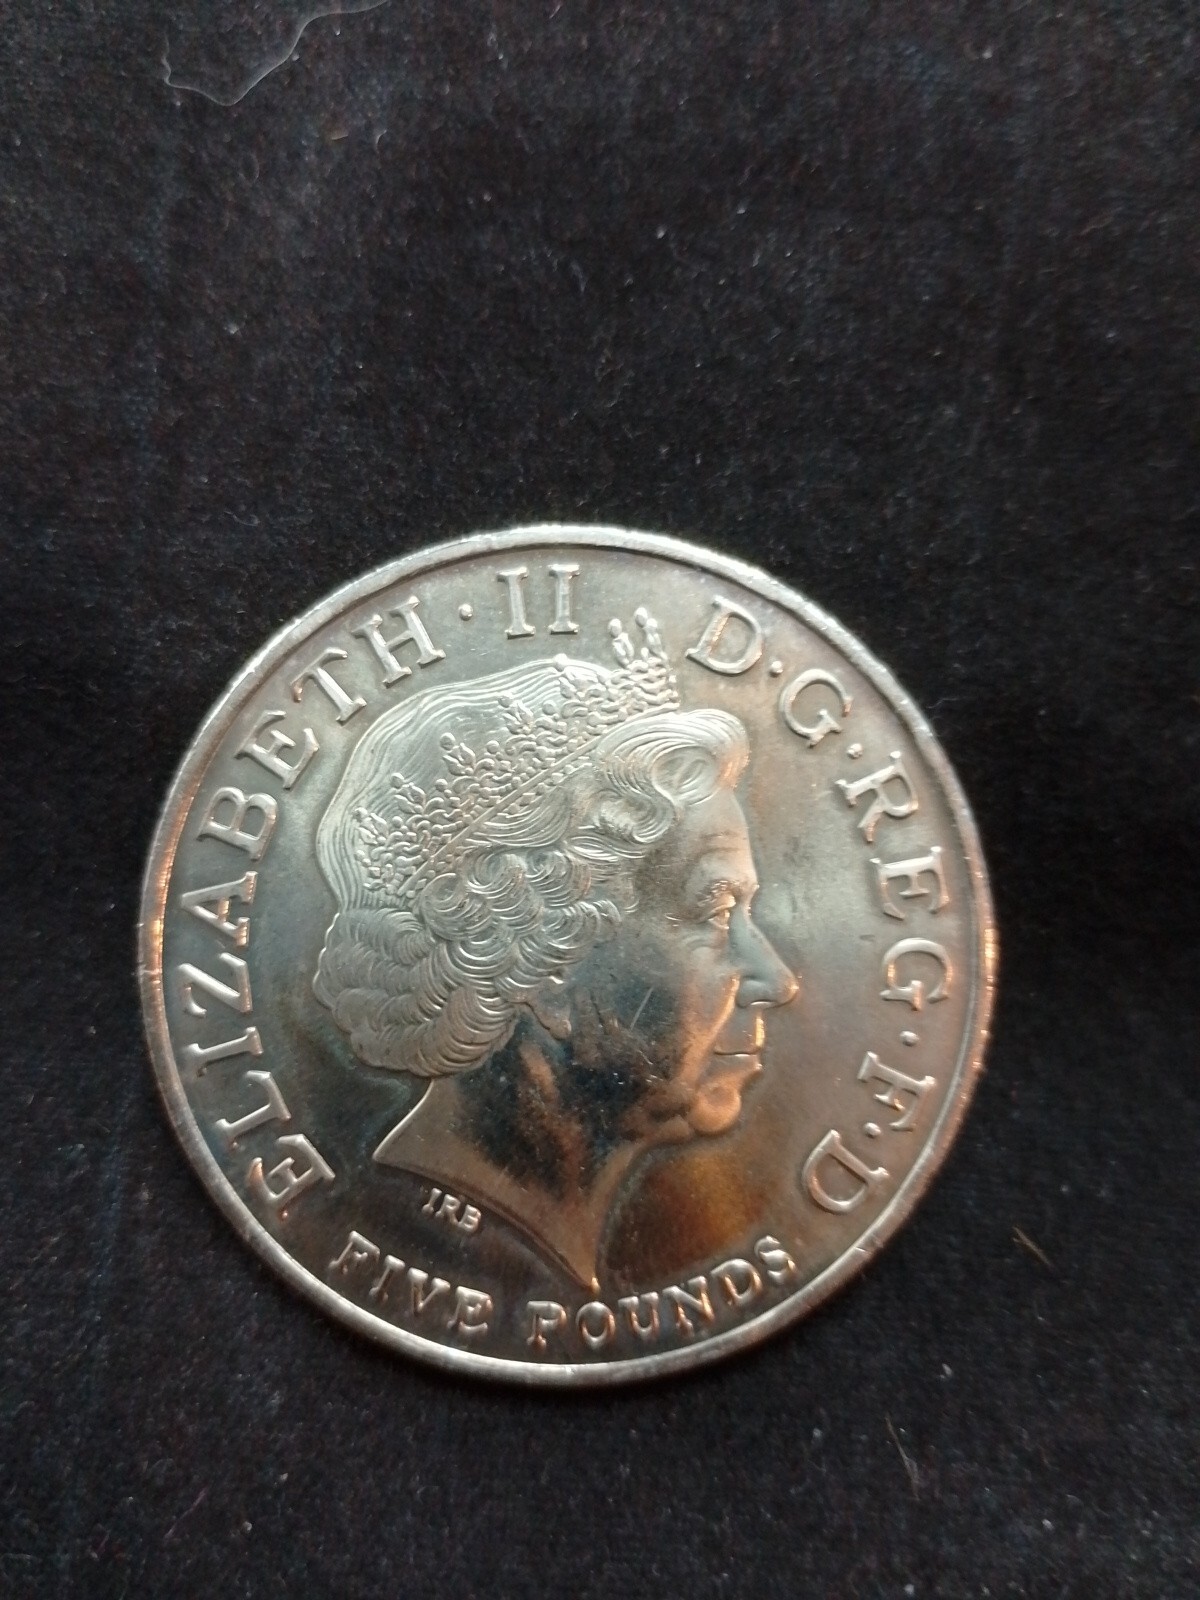 ELIZABETH · II D · G · REG · F · D
FIVE POUNDS
IRB